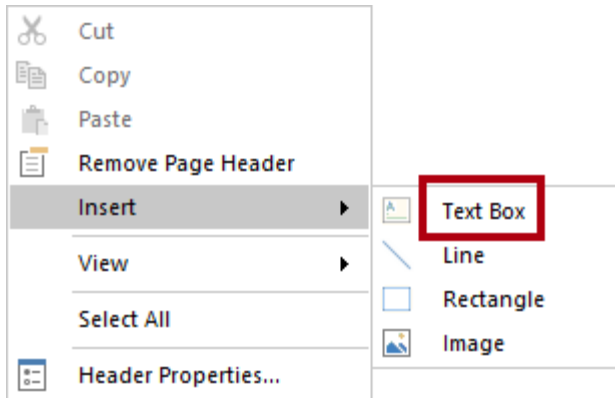 Cut
Copy
Paste
Remove Page Header
Insert
View
Select All
Header Properties...
Text Box
Line
Rectangle
Image